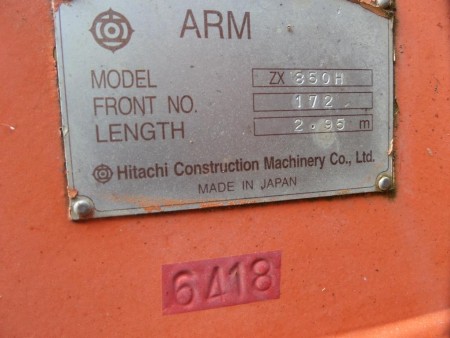 ARM
MODEL ZX 850H
FRONT NO. 172
LENGTH 2.95 m
Hitachi Construction Machinery Co., Ltd.
MADE IN JAPAN
6418